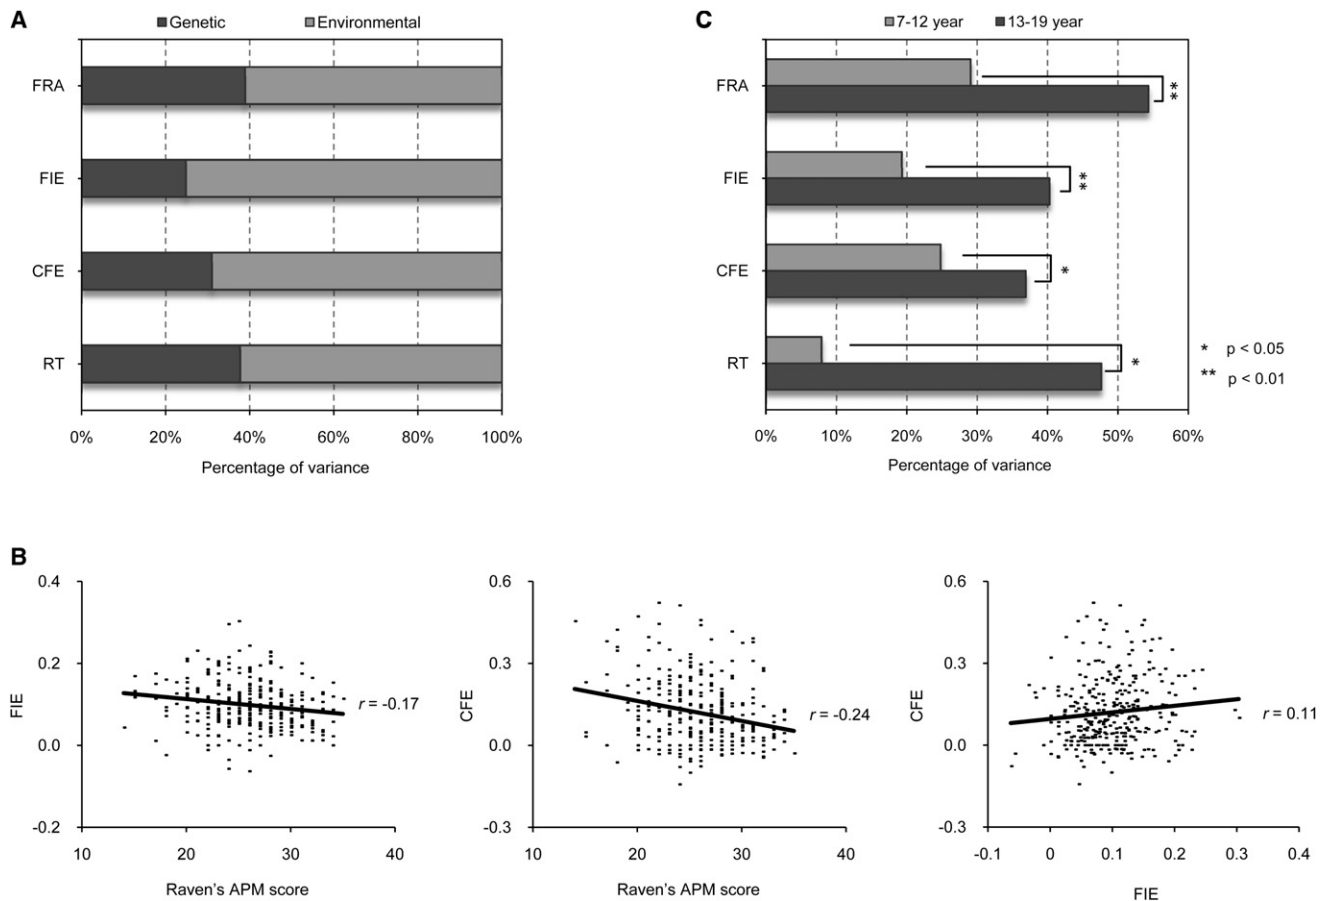 A
Genetic Environmental
FRA
FIE
CFE
RT
0% 20% 40% 60% 80% 100%
Percentage of variance
C
7-12 year 13-19 year
FRA
**
FIE
**
CFE
*
RT
*
* p < 0.05
** p < 0.01
0% 10% 20% 30% 40% 50% 60%
Percentage of variance
B
FIE
0.4
0.2
0.0
-0.2
r = -0.17
10 20 30 40
Raven's APM score
CFE
0.6
0.3
0.0
-0.3
r = -0.24
10 20 30 40
Raven's APM score
CFE
0.6
0.3
0.0
-0.3
r = 0.11
-0.1 0 0.1 0.2 0.3 0.4
FIE